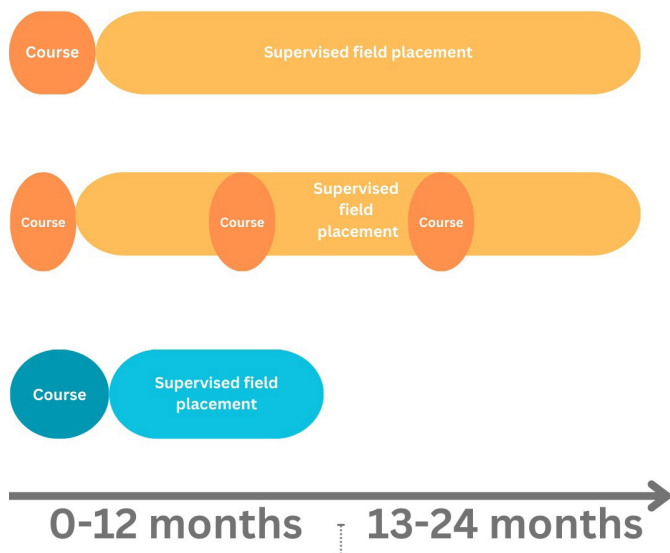 Course
Supervised field placement
Course
Course
Supervised
field
placement
Course
Course
Supervised field
placement
0-12 months
13-24 months